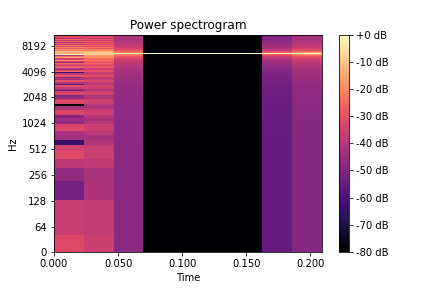 Power spectrogram
Hz
8192
4096
2048
1024
512
256
128
64
0
0.000 0.050 0.100 0.150 0.200
Time
+0 dB
-10 dB
-20 dB
-30 dB
-40 dB
-50 dB
-60 dB
-70 dB
-80 dB